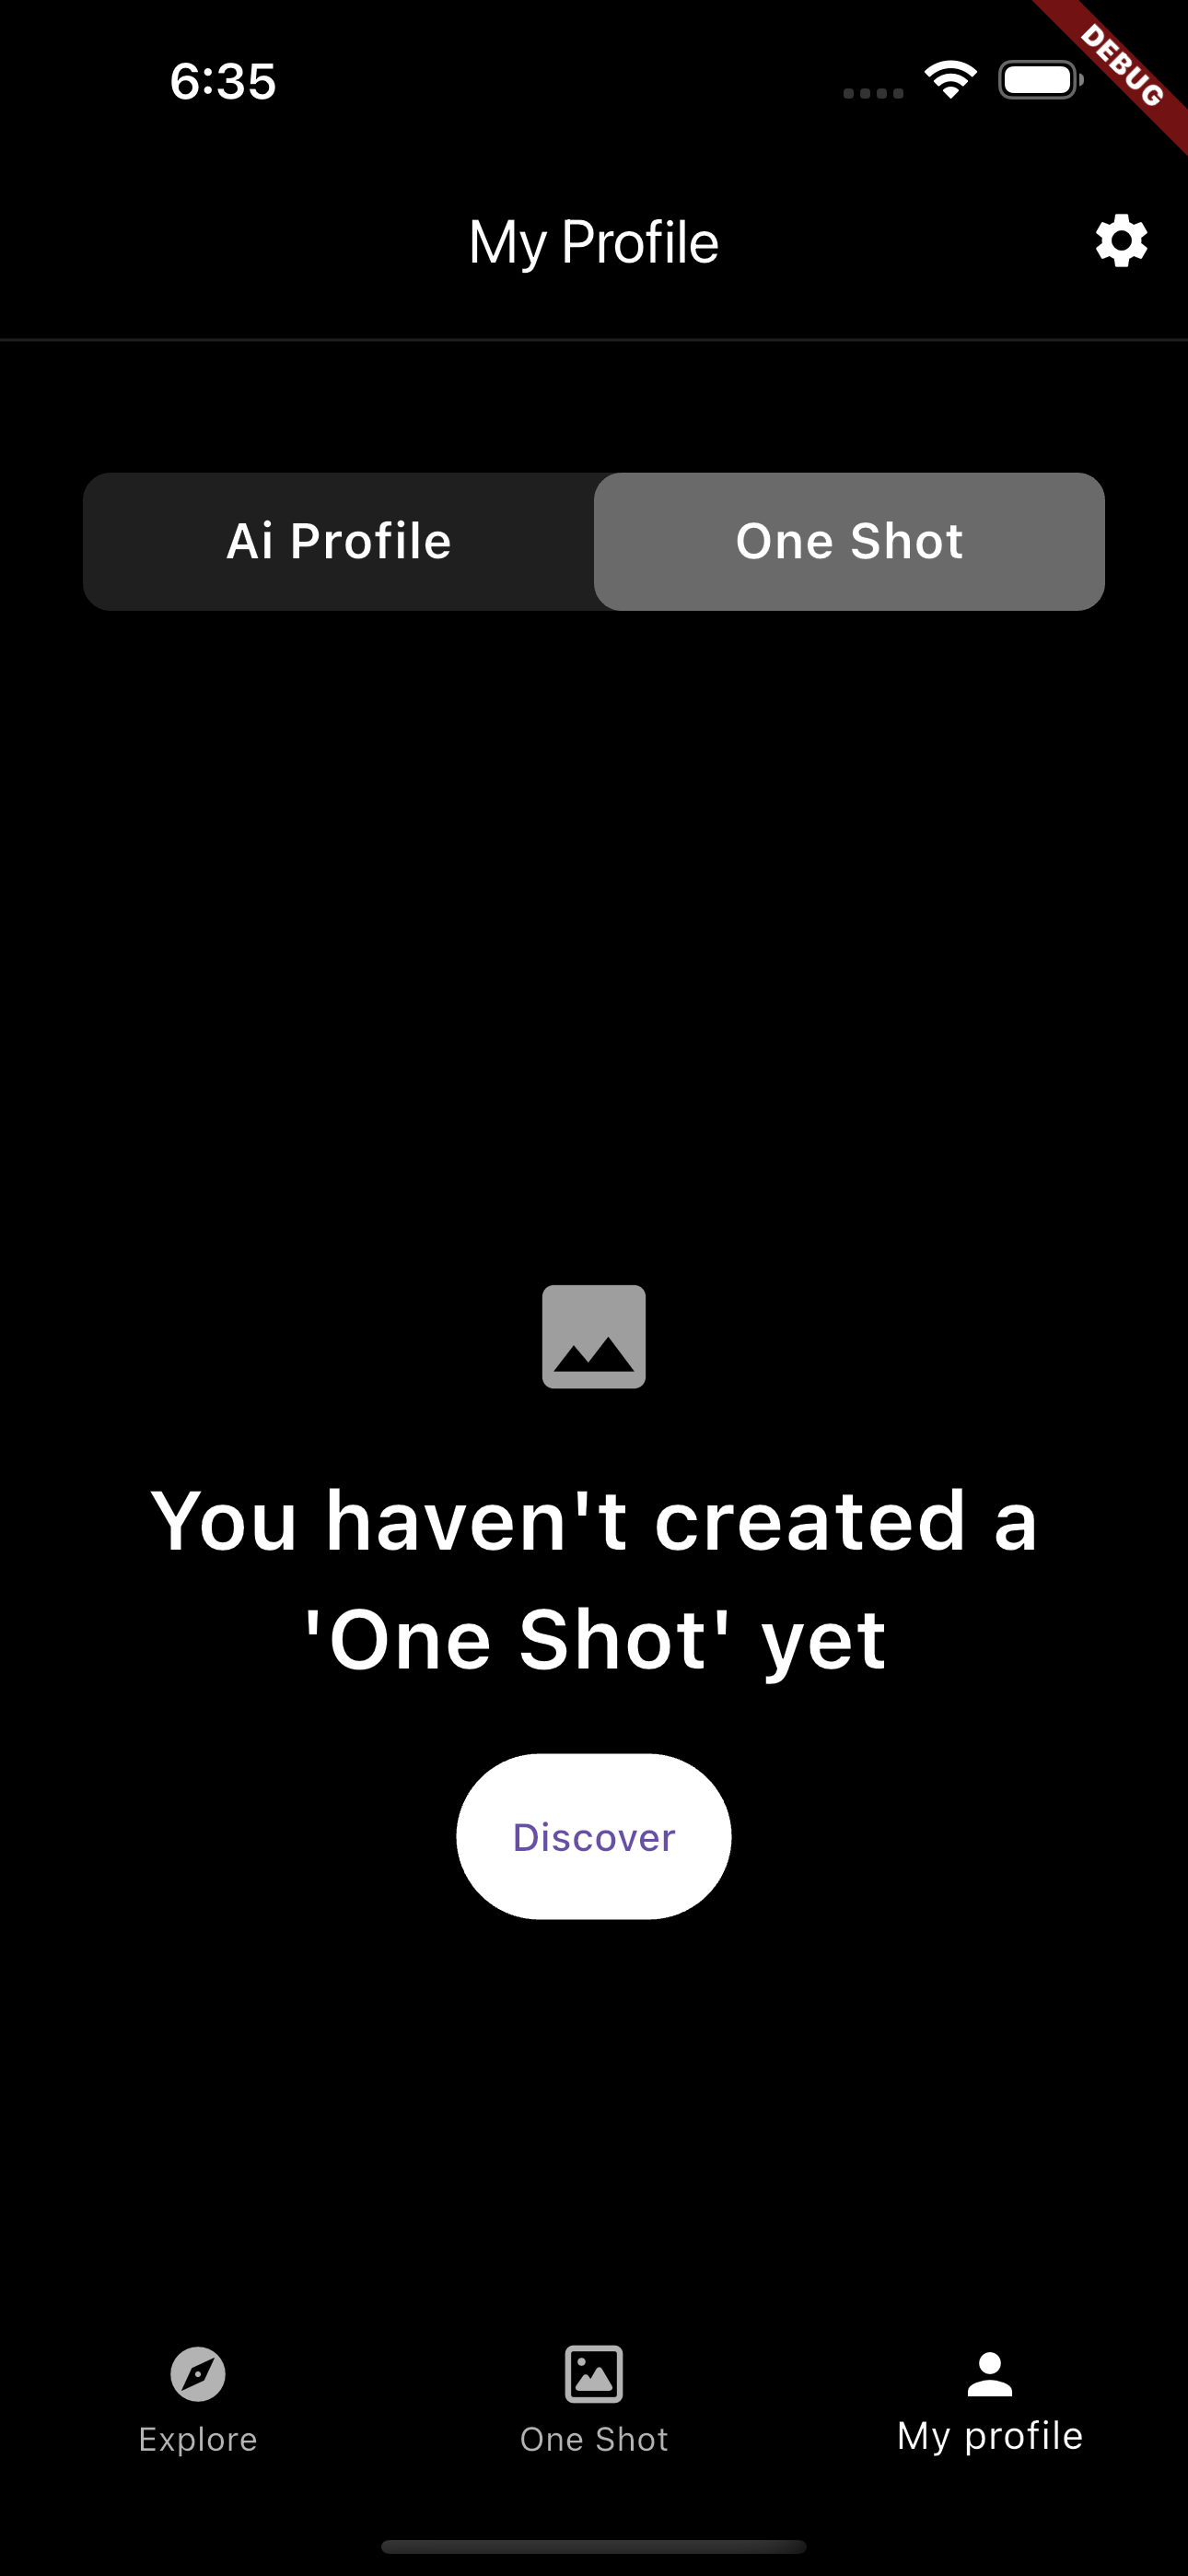 6:35
DEBUG
My Profile
Ai Profile
One Shot
You haven't created a
'One Shot' yet
Discover
Explore
One Shot
My profile